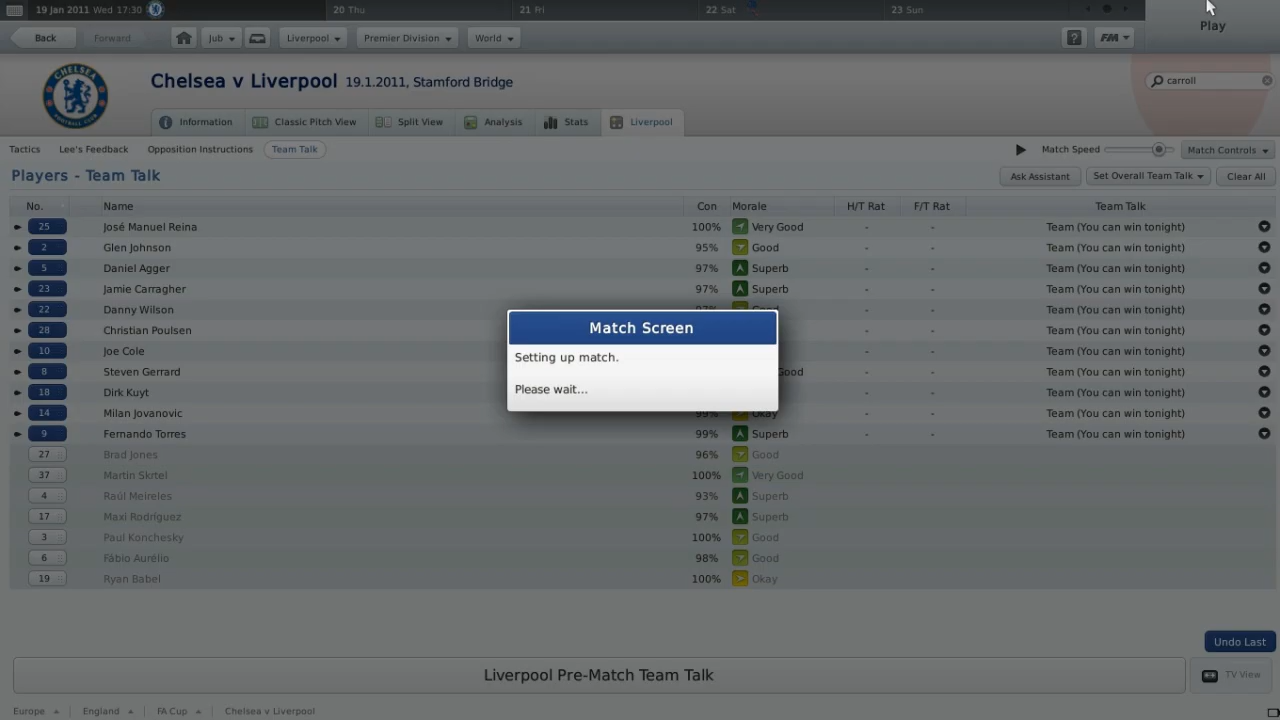 19 Jan 2011 Wed 17:30 20 Thu 21 Fri 22 Sat 23 Sun
Back Forward Job Liverpool Premier Division World ? FM Play
Chelsea v Liverpool 19.1.2011, Stamford Bridge
CHELSEA FOOTBALL CLUB
carroll
Information Classic Pitch View Split View Analysis Stats Liverpool
Tactics Lee's Feedback Opposition Instructions Team Talk Match Speed Match Controls
Players - Team Talk Ask Assistant Set Overall Team Talk Clear All
No. Name Con Morale H/T Rat F/T Rat Team Talk
25 José Manuel Reina 100% Very Good - - Team (You can win tonight)
2 Glen Johnson 95% Good - - Team (You can win tonight)
5 Daniel Agger 97% Superb - - Team (You can win tonight)
23 Jamie Carragher 97% Superb - - Team (You can win tonight)
22 Danny Wilson 97% Good - Team (You can win tonight)
28 Christian Poulsen - Team (You can win tonight)
10 Joe Cole - Team (You can win tonight)
8 Steven Gerrard Good - - Team (You can win tonight)
18 Dirk Kuyt - - Team (You can win tonight)
14 Milan Jovanovic 99% Okay - - Team (You can win tonight)
9 Fernando Torres 99% Superb - - Team (You can win tonight)
27 Brad Jones 96% Good
37 Martin Skrtel 100% Very Good
4 Raúl Meireles 93% Superb
17 Maxi Rodríguez 97% Superb
3 Paul Konchesky 100% Good
6 Fábio Aurélio 98% Good
19 Ryan Babel 100% Okay
Match Screen
Setting up match.
Please wait...
Undo Last
Liverpool Pre-Match Team Talk TV View
Europe England FA Cup Chelsea v Liverpool